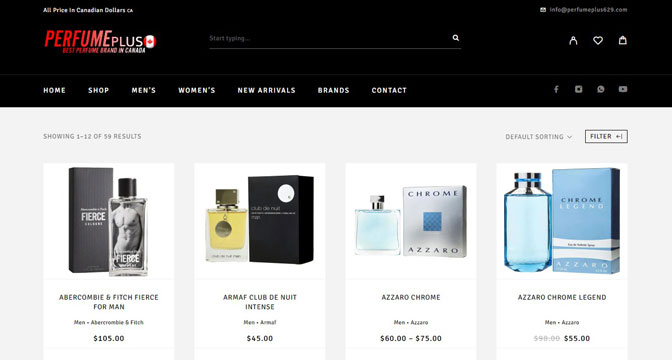 All Price In Canadian Dollars CA
info@perfumeplus629.com
PERFUMEPLUS
BEST PERFUME BRAND IN CANADA
Start typing...
HOME SHOP MEN'S WOMEN'S NEW ARRIVALS BRANDS CONTACT
SHOWING 1–12 OF 59 RESULTS
DEFAULT SORTING
FILTER
Abercrombie & Fitch
FIERCE
COLOGNE
FIERCE
COLOGNE
club de nuit
man
CHROME
AZZARO
CHROME
LEGEND
AZZARO
ABERCROMBIE & FITCH FIERCE
FOR MAN
Men • Abercrombie & Fitch
$105.00
ARMAF CLUB DE NUIT
INTENSE
Men • Armaf
$45.00
AZZARO CHROME
Men • Azzaro
$60.00 – $75.00
AZZARO CHROME LEGEND
Men • Azzaro
$90.00 $55.00